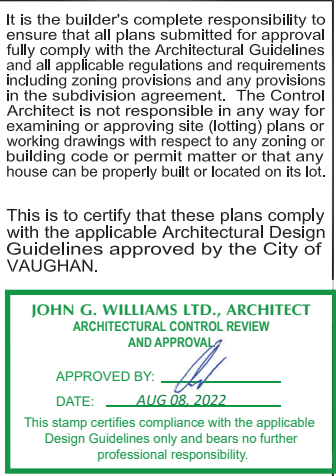 It is the builder's complete responsibility to
ensure that all plans submitted for approval
fully comply with the Architectural Guidelines
and all applicable regulations and requirements
including zoning provisions and any provisions
in the subdivision agreement. The Control
Architect is not responsible in any way for
examining or approving site (lotting) plans or
working drawings with respect to any zoning or
building code or permit matter or that any
house can be properly built or located on its lot.
This is to certify that these plans comply
with the applicable Architectural Design
Guidelines approved by the City of
VAUGHAN.
JOHN G. WILLIAMS LTD., ARCHITECT
ARCHITECTURAL CONTROL REVIEW
AND APPROVAL
APPROVED BY:
DATE: AUG 08, 2022
This stamp certifies compliance with the applicable
Design Guidelines only and bears no further
professional responsibility.